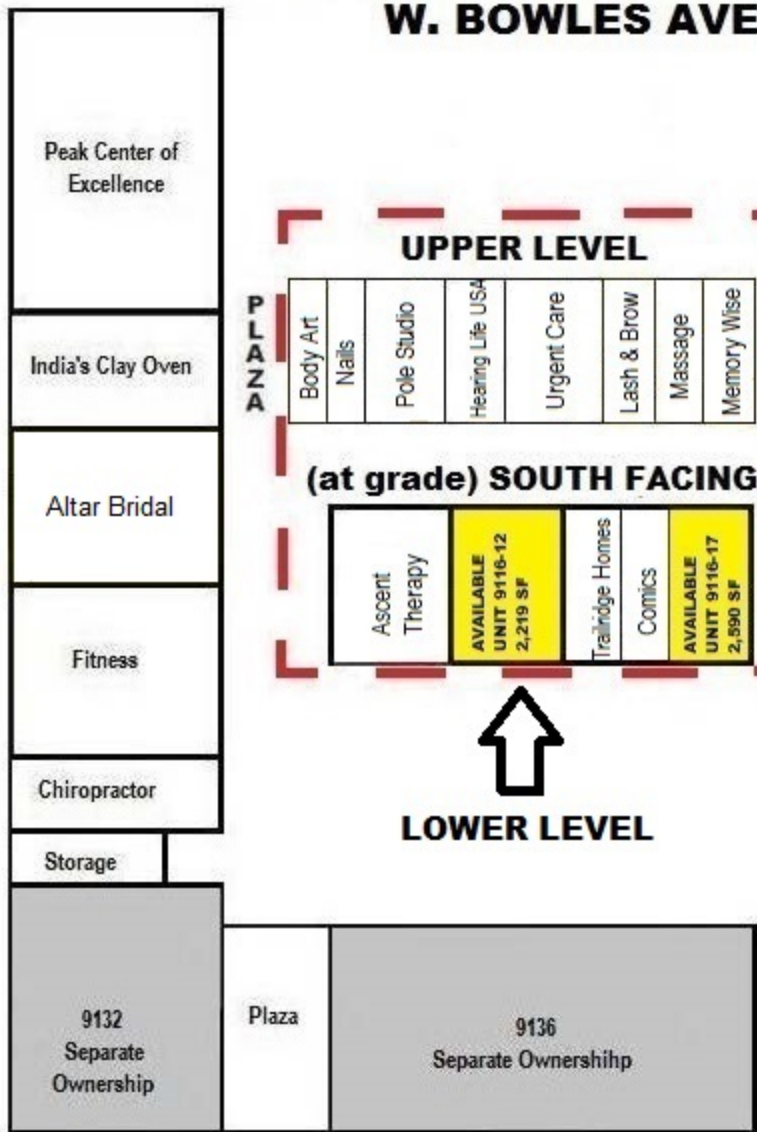 W. BOWLES AVE
Peak Center of
Excellence
India's Clay Oven
Altar Bridal
Fitness
Chiropractor
Storage
9132
Separate
Ownership
PLAZA
UPPER LEVEL
Body Art
Nails
Pole Studio
Hearing Life USA
Urgent Care
Lash & Brow
Massage
Memory Wise
(at grade) SOUTH FACING
Ascent
Therapy
AVAILABLE
UNIT 9116-12
2,219 SF
Trailridge Homes
Comics
AVAILABLE
UNIT 9116-17
2,590 SF
LOWER LEVEL
Plaza
9136
Separate Ownershihp